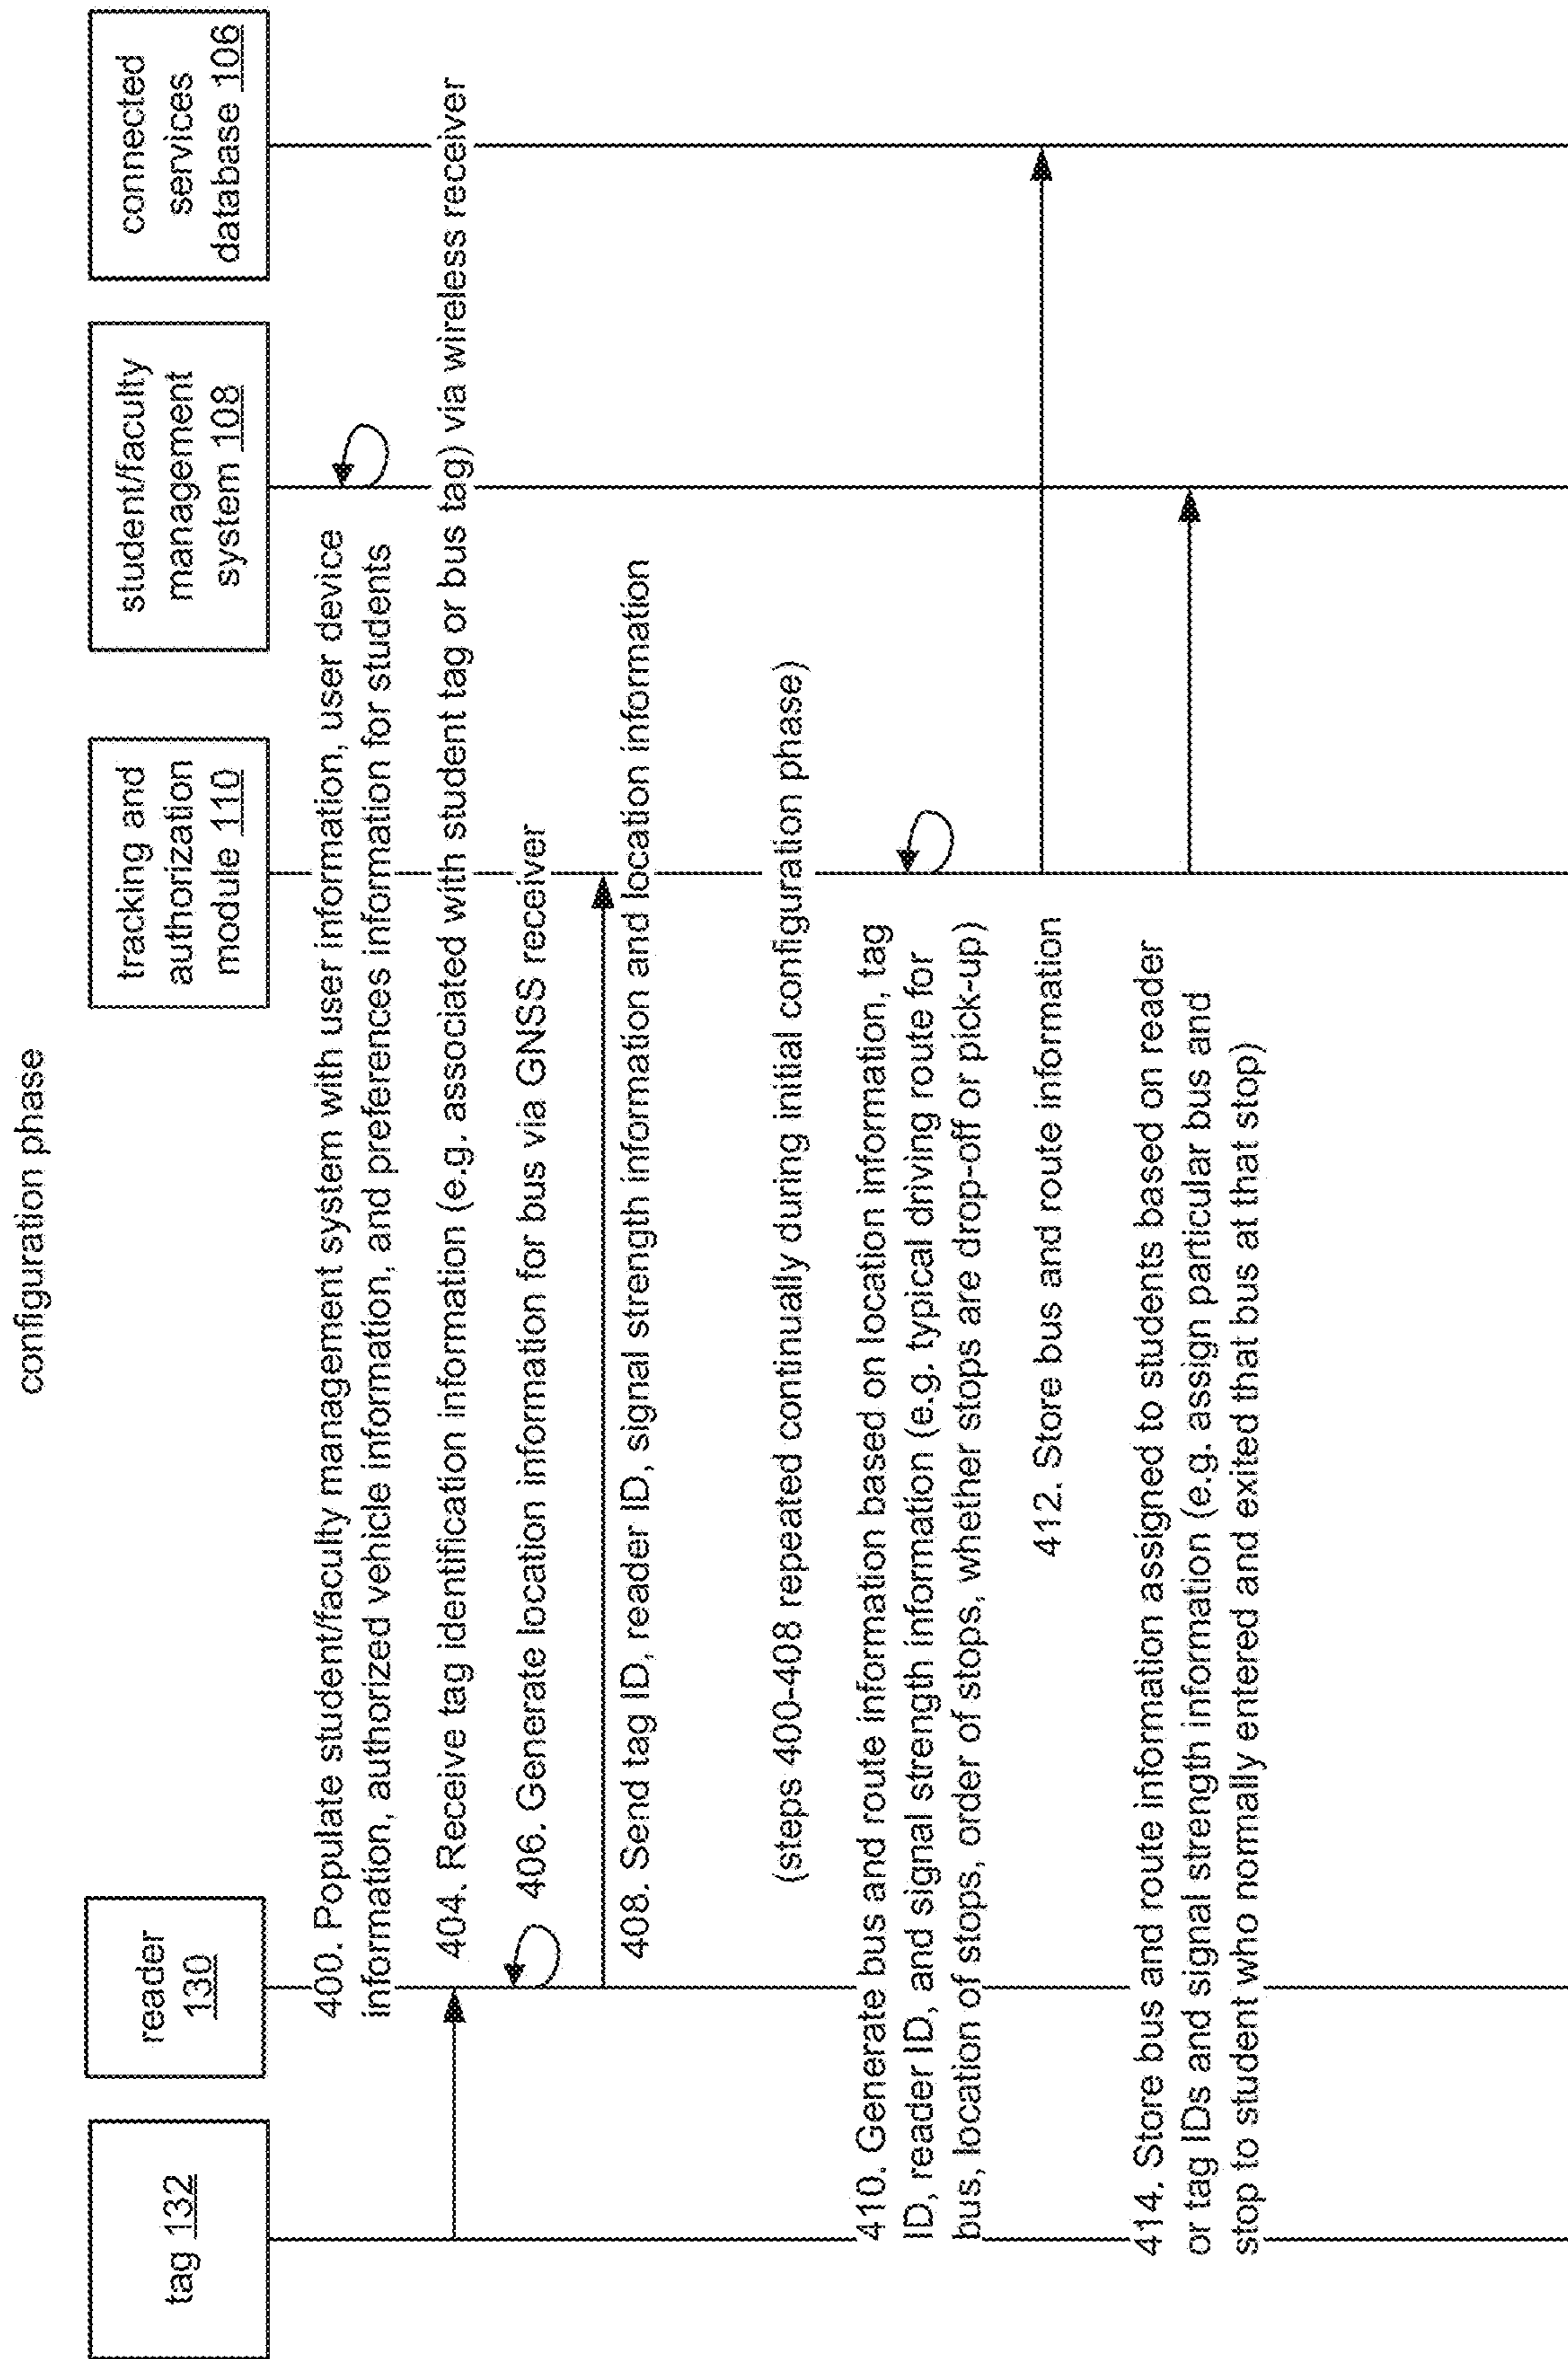 configuration phase
tag 132
reader
130
tracking and
authorization
module 110
student/faculty
management
system 108
connected
services
database 106
400. Populate student/faculty management system with user information, user device
information, authorized vehicle information, and preferences information for students
404. Receive tag identification information (e.g. associated with student tag or bus tag) via wireless receiver
406. Generate location information for bus via GNSS receiver
408. Send tag ID, reader ID, signal strength information and location information
(steps 400-408 repeated continually during initial configuration phase)
410. Generate bus and route information based on location information, tag
ID, reader ID, and signal strength information (e.g. typical driving route for
bus, location of stops, order of stops, whether stops are drop-off or pick-up)
412. Store bus and route information
414. Store bus and route information assigned to students based on reader
or tag IDs and signal strength information (e.g. assign particular bus and
stop to student who normally entered and exited that bus at that stop)